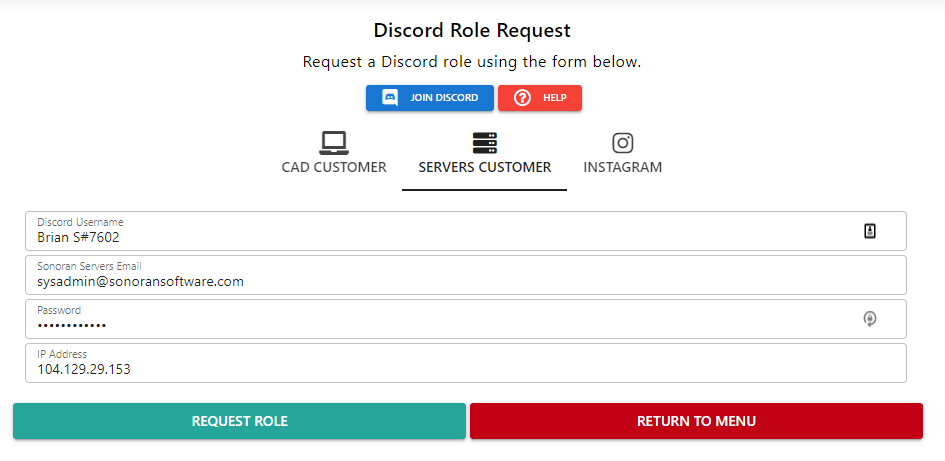 Discord Role Request
Request a Discord role using the form below.
JOIN DISCORD HELP
CAD CUSTOMER SERVERS CUSTOMER INSTAGRAM
Discord Username
Brian S#7602
Sonoran Servers Email
sysadmin@sonoransoftware.com
Password
••••••••••••
IP Address
104.129.29.153
REQUEST ROLE RETURN TO MENU